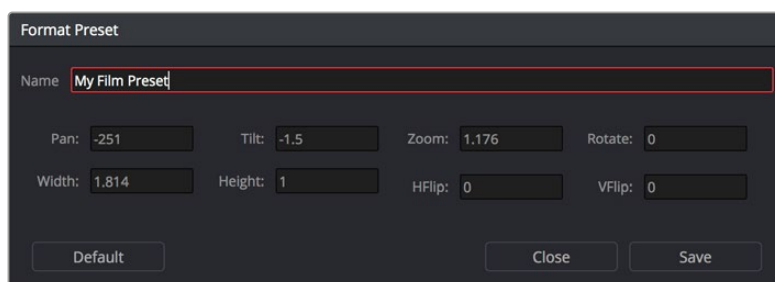 Format Preset
Name My Film Preset
Pan: -251 Tilt: -1.5 Zoom: 1.176 Rotate: 0
Width: 1.814 Height: 1 HFlip: 0 VFlip: 0
Default Close Save